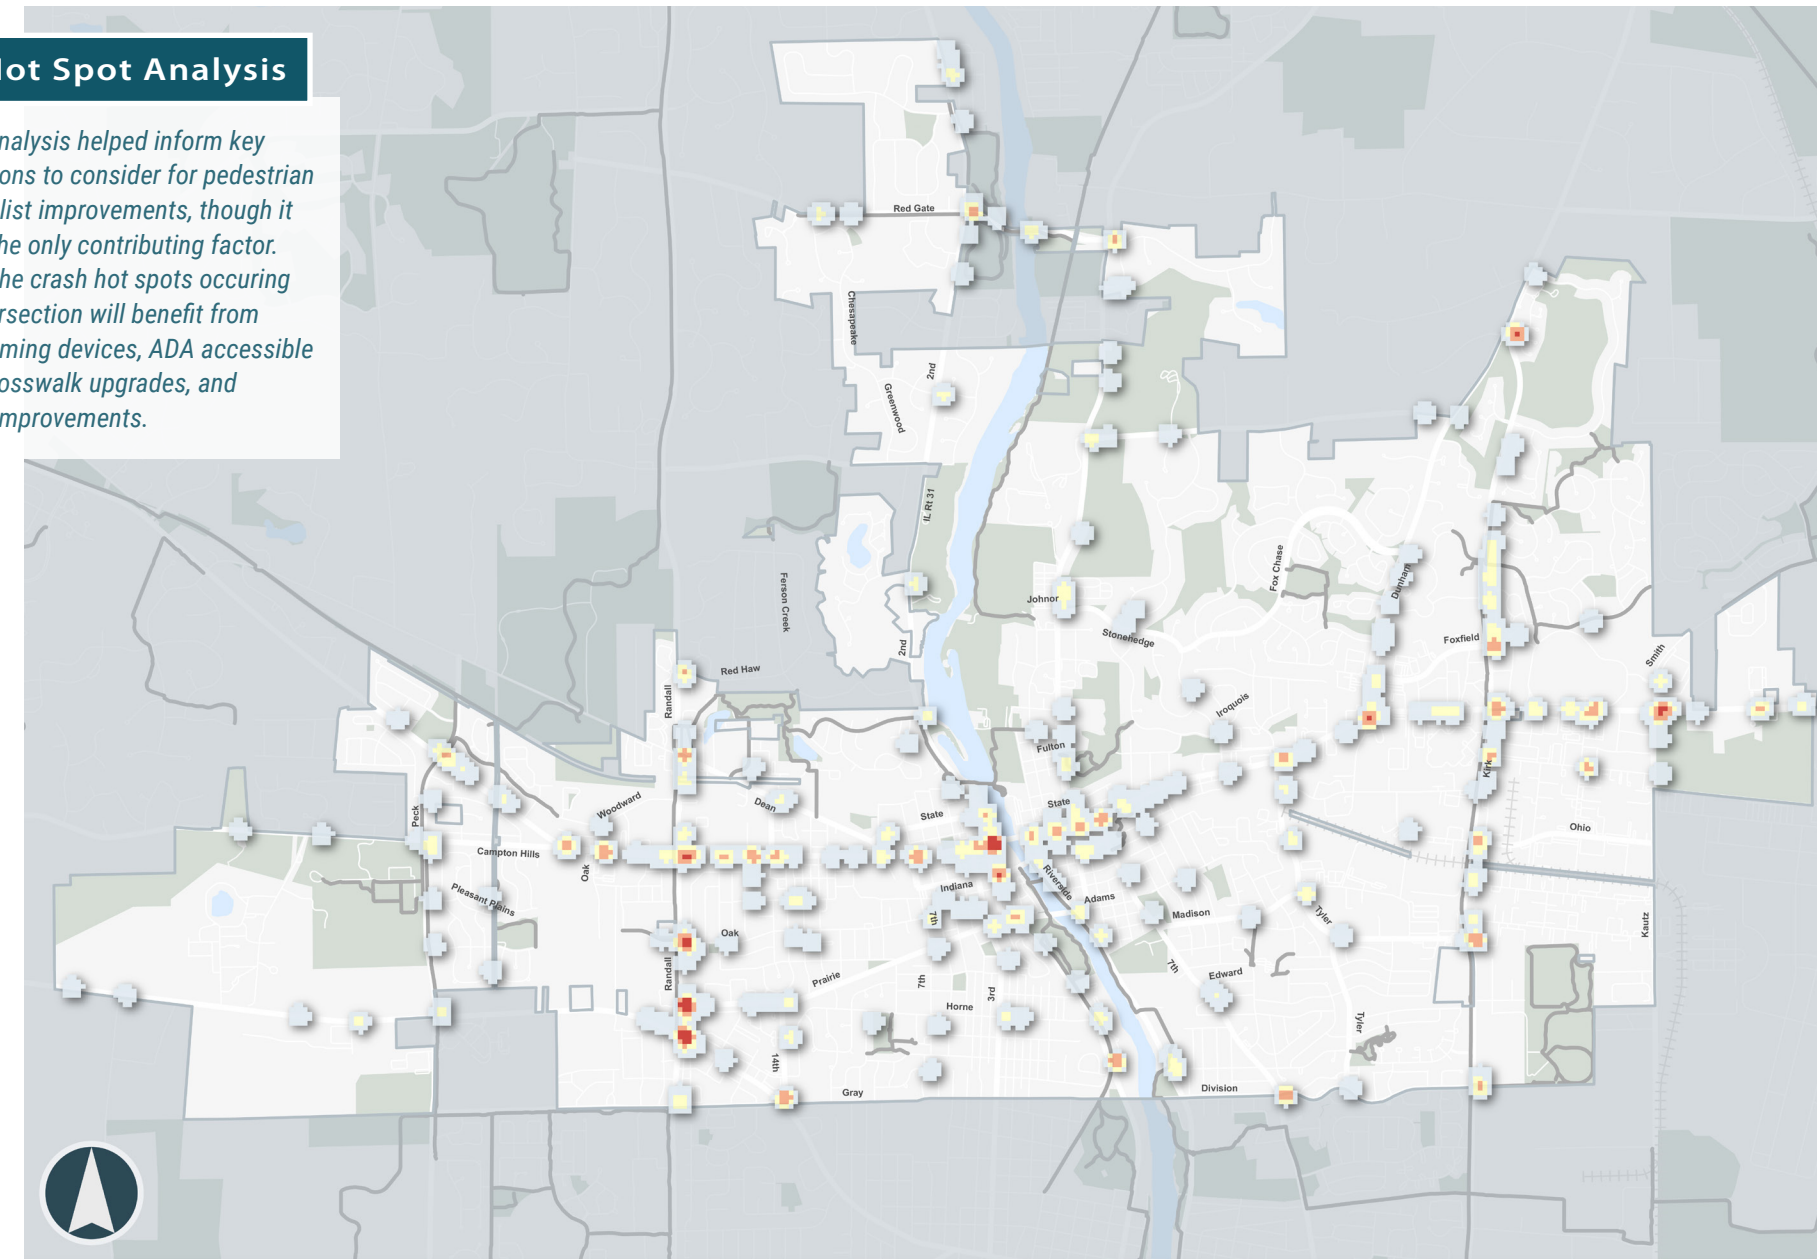 Hot Spot Analysis
nalysis helped inform key
ons to consider for pedestrian
list improvements, though it
he only contributing factor.
he crash hot spots occuring
rsection will benefit from
ming devices, ADA accessible
osswalk upgrades, and
mprovements.
Red Gate
Chesapeake
2nd
Greenwood
IL Rt 31
Ferson Creek
Johnor
Stonehedge
Fox Chase
Dunham
Foxfield
Smith
2nd
Red Haw
Randall
Iroquois
Fulton
Kirk
Peck
Woodward
Dean
State
State
Ohio
Campton Hills
Oak
Pleasant Plains
Indiana
Riverside
Adams
7th
Madison
Tyler
Kautz
Oak
Randall
Prairie
7th
3rd
Horne
7th
Edward
Tyler
14th
Gray
Division